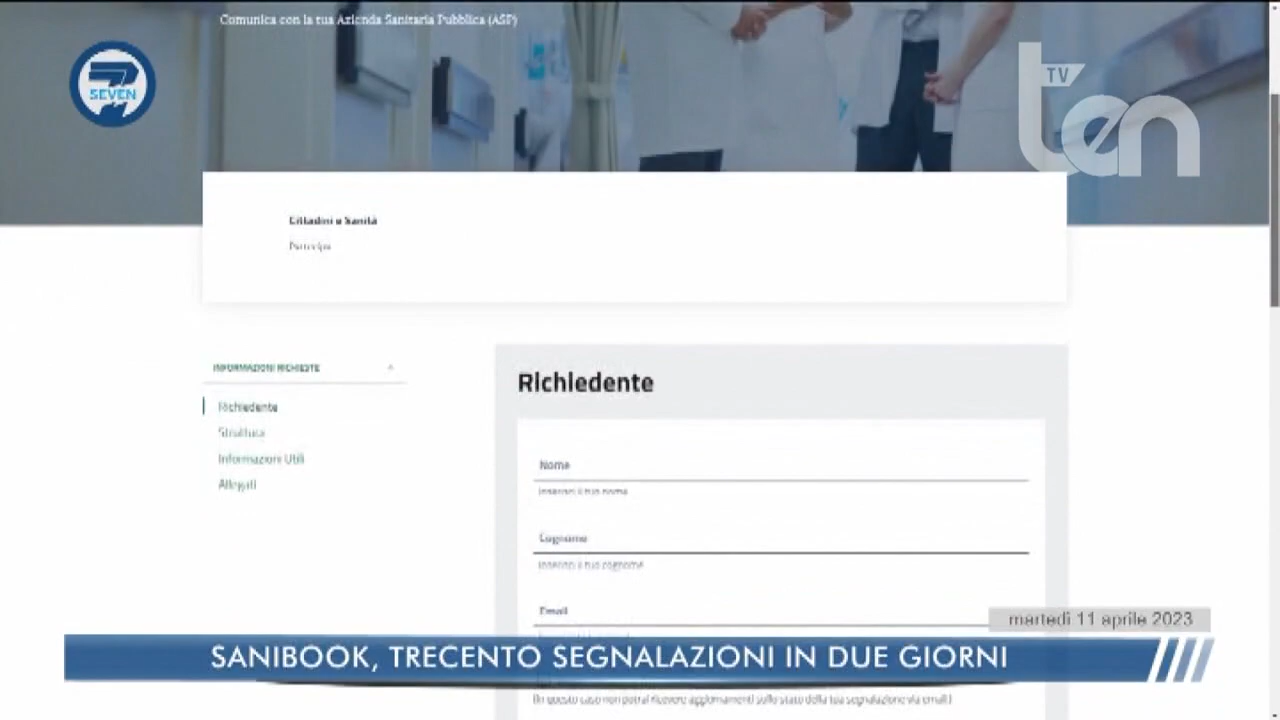 Comunica con la tua Azienda Sanitaria Pubblica (ASP)
SEVEN
TV
ten
Cittadini e Sanità
Partecipa
INFORMAZIONI RICHIESTE
Richiedente
Struttura
Informazioni Utili
Allegati
Richiedente
Nome
Inserisci il tuo nome
Cognome
Inserisci il tuo cognome
Email
martedì 11 aprile 2023
SANIBOOK, TRECENTO SEGNALAZIONI IN DUE GIORNI
(In questo caso non potrai ricevere aggiornamenti sullo stato della tua segnalazione via email.)